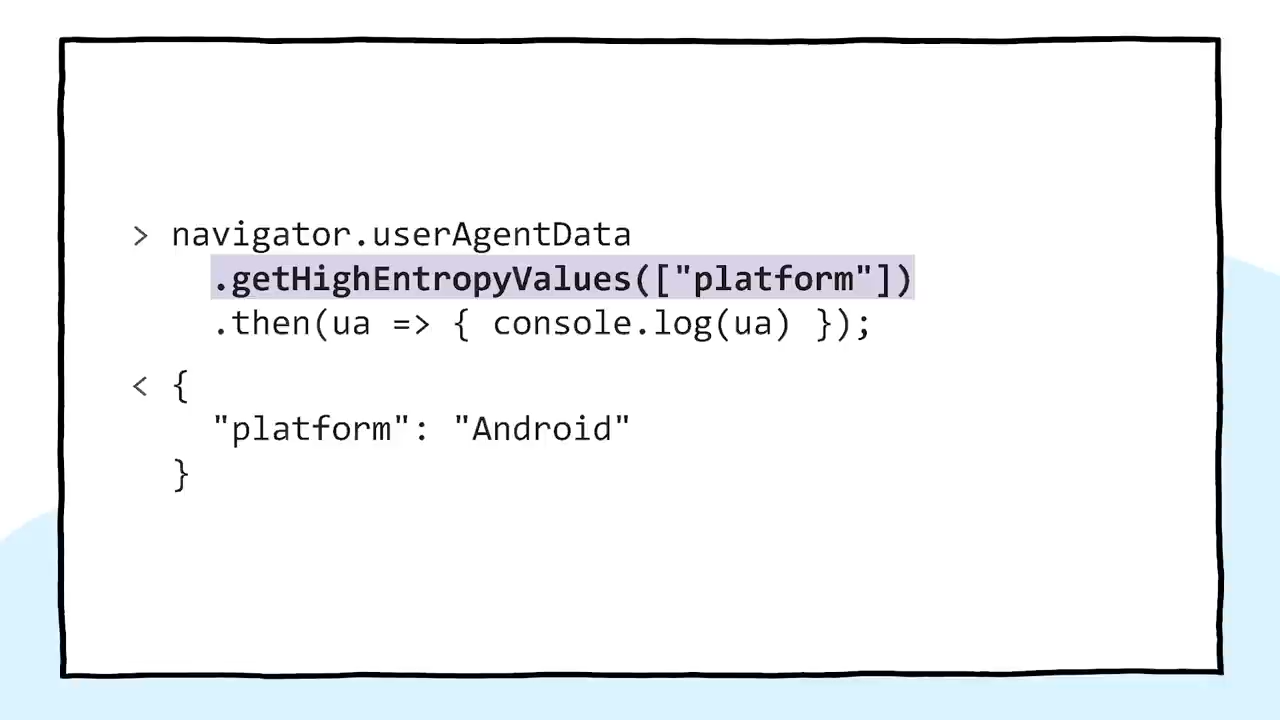 > navigator.userAgentData
.getHighEntropyValues(["platform"])
.then(ua => { console.log(ua) });
< {
"platform": "Android"
}